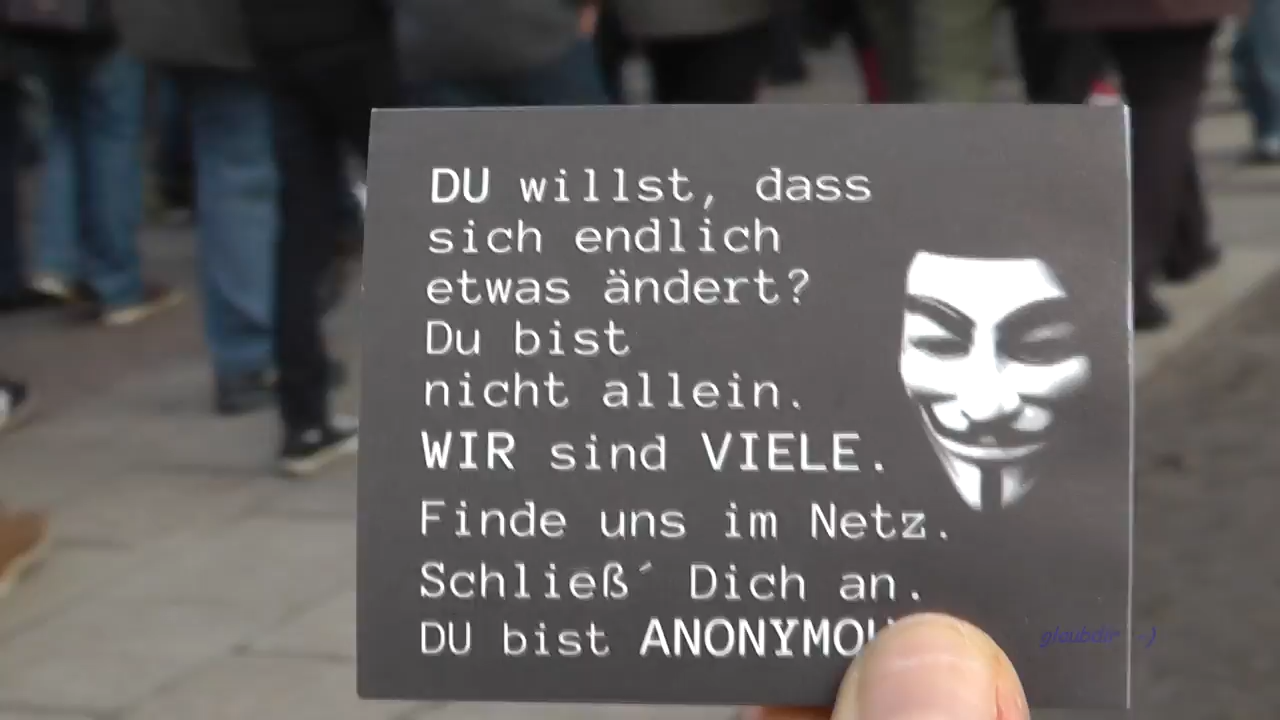 DU willst, dass
sich endlich
etwas ändert?
Du bist
nicht allein.
WIR sind VIELE.
Finde uns im Netz.
Schließ´ Dich an.
DU bist ANONYMOU